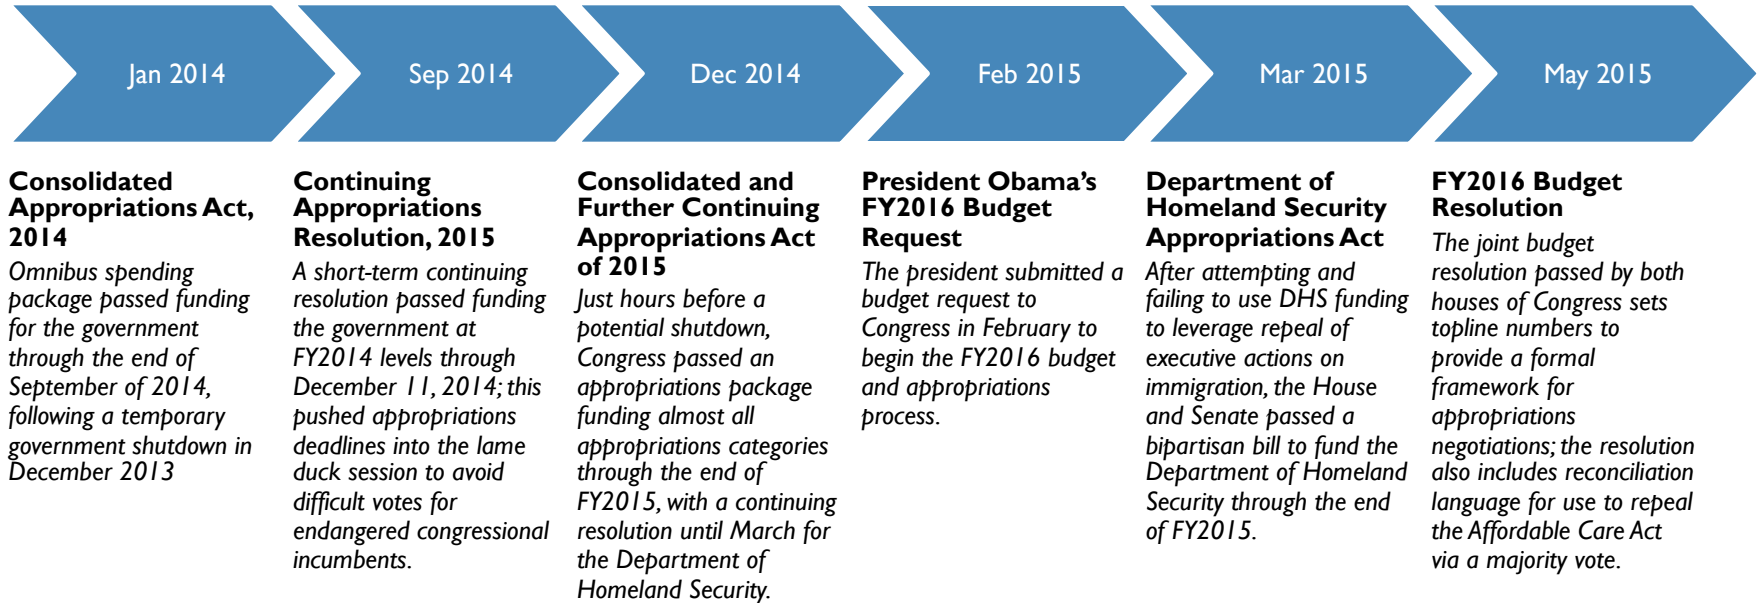 Jan 2014
Sep 2014
Dec 2014
Feb 2015
Mar 2015
May 2015
Consolidated
Appropriations Act,
2014
Omnibus spending
package passed funding
for the government
through the end of
September of 2014,
following a temporary
government shutdown in
December 2013
Continuing
Appropriations
Resolution, 2015
A short-term continuing
resolution passed funding
the government at
FY2014 levels through
December 11, 2014; this
pushed appropriations
deadlines into the lame
duck session to avoid
difficult votes for
endangered congressional
incumbents.
Consolidated and
Further Continuing
Appropriations Act
of 2015
Just hours before a
potential shutdown,
Congress passed an
appropriations package
funding almost all
appropriations categories
through the end of
FY2015, with a continuing
resolution until March for
the Department of
Homeland Security.
President Obama's
FY2016 Budget
Request
The president submitted a
budget request to
Congress in February to
begin the FY2016 budget
and appropriations
process.
Department of
Homeland Security
Appropriations Act
After attempting and
failing to use DHS funding
to leverage repeal of
executive actions on
immigration, the House
and Senate passed a
bipartisan bill to fund the
Department of Homeland
Security through the end
of FY2015.
FY2016 Budget
Resolution
The joint budget
resolution passed by both
houses of Congress sets
topline numbers to
provide a formal
framework for
appropriations
negotiations; the resolution
also includes reconciliation
language for use to repeal
the Affordable Care Act
via a majority vote.